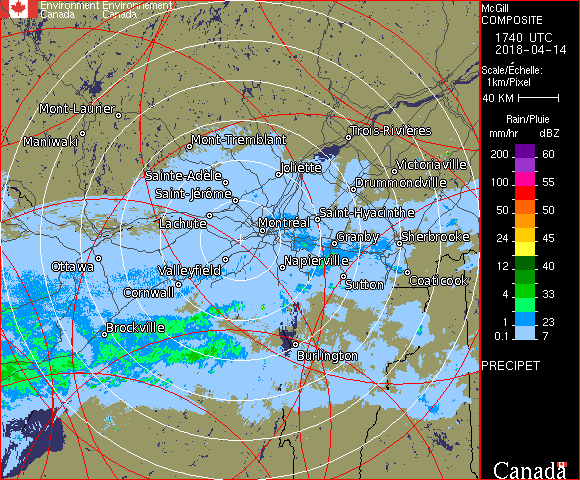 Environment Environnement
Canada Canada
McGill
COMPOSITE
1740 UTC
2018-04-14
Scale/Échelle:
1km/Pixel
40 KM
Rain/Pluie
mm/hr dBZ
200 60
100 55
50 50
24 45
12 40
4 33
1 23
0.1 7
PRECIPET
Canada
Mont-Laurier
Maniwaki
Mont-Tremblant
Trois-Rivières
Joliette
Victoriaville
Sainte-Adèle
Drummondville
Saint-Jérôme
Saint-Hyacinthe
Lachute
Montréal
Granby
Sherbrooke
Ottawa
Valleyfield
Napierville
Coaticook
Cornwall
Sutton
Brockville
Burlington